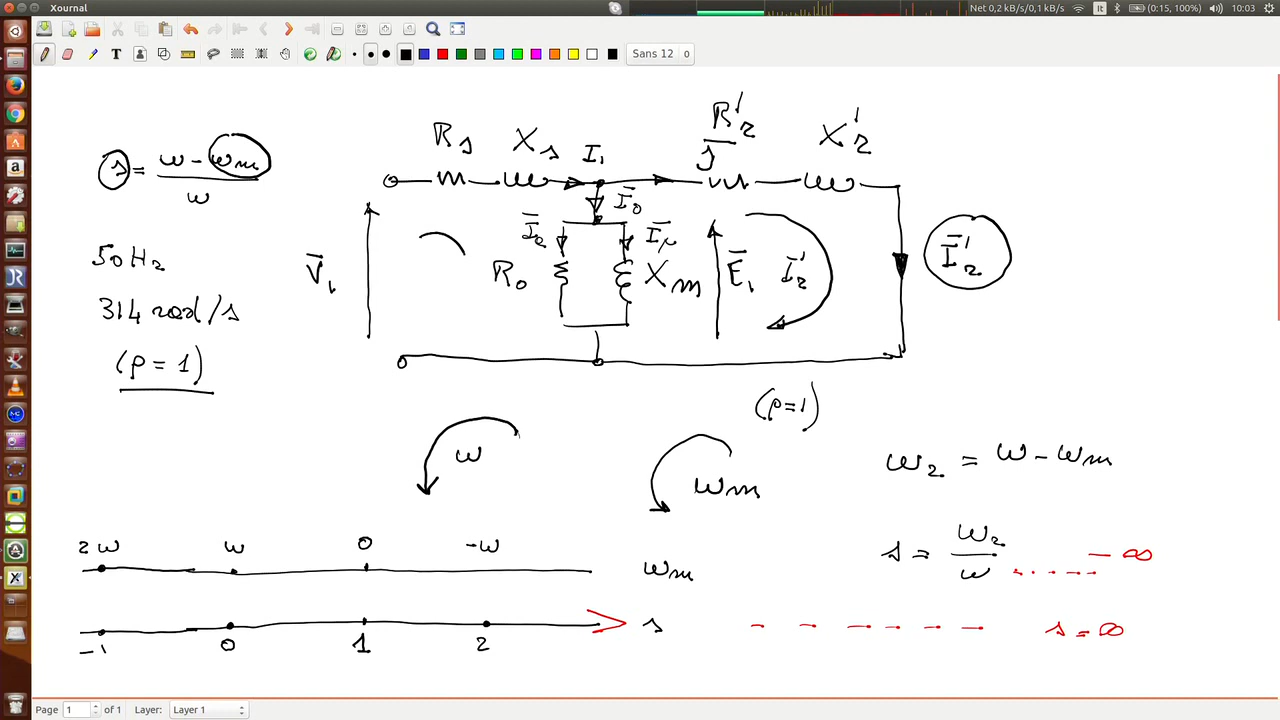 Xournal
Net 0,2 kB/s/0,1 kB/s
It
(0:15, 100%)
10:03
Sans 12
0
s = ω - ωm
ω
50 Hz
314 rad/s
(p = 1)
Rs Xs I1 R'2 X'2
s
I0
Ia Iμ
V1 R0 Xm E1 I'2 I'2
(p=1)
ω
ωm
ω2 = ω - ωm
s = ω2
ω
- ∞
2ω ω 0 -ω ωm
-1 0 1 2 s
s = ∞
Page 1 of 1 Layer: Layer 1